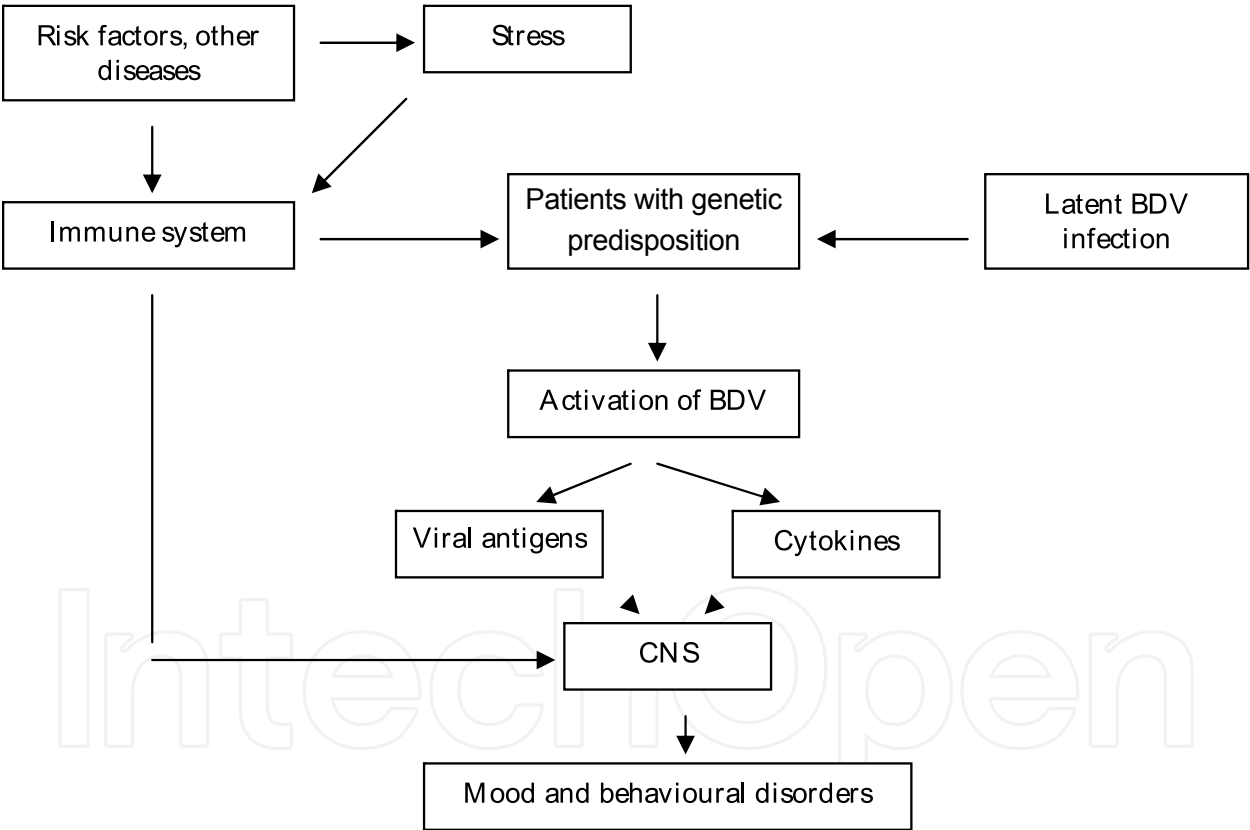 Risk factors, other
diseases
Stress
Immune system
Patients with genetic
predisposition
Latent BDV
infection
Activation of BDV
Viral antigens
Cytokines
CNS
Mood and behavioural disorders
IntechOpen